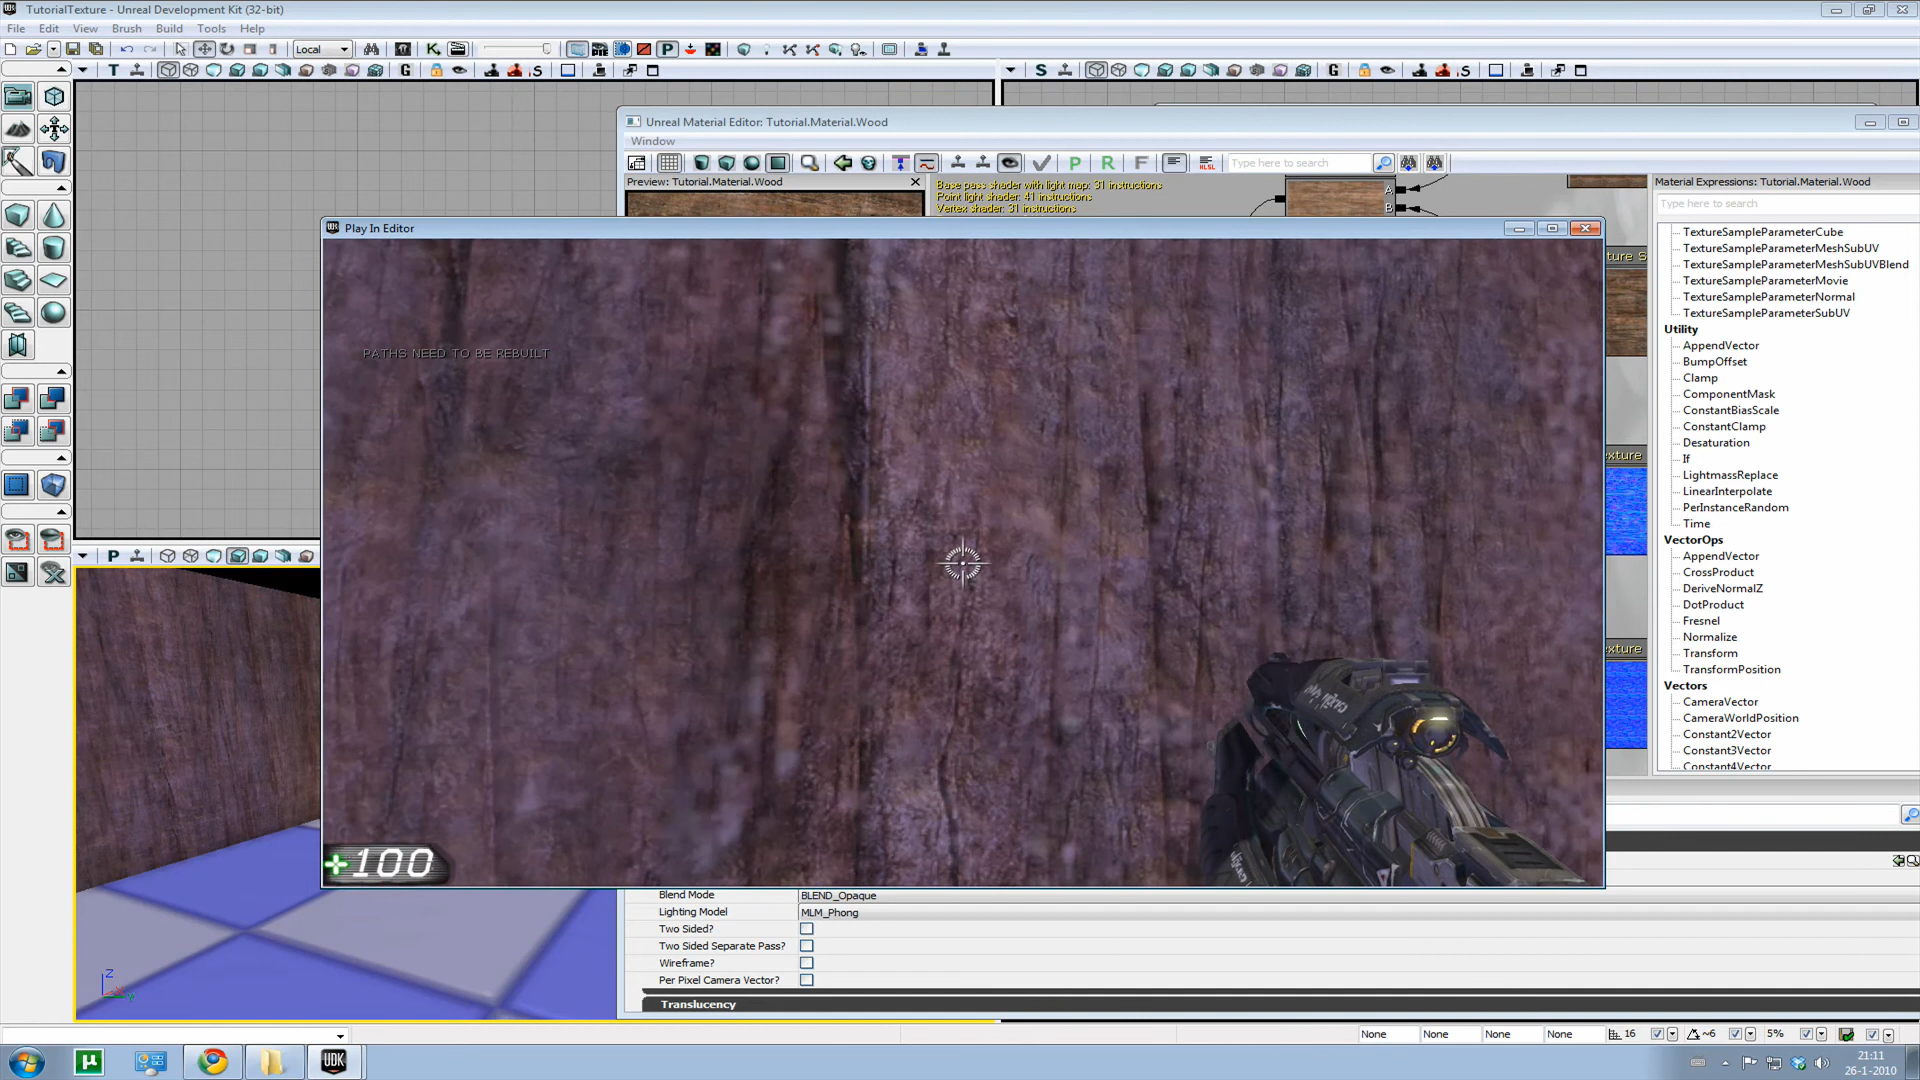 TutorialTexture - Unreal Development Kit (32-bit)
File Edit View Brush Build Tools Help
Local
Unreal Material Editor: Tutorial.Material.Wood
Window
Type here to search
Preview: Tutorial.Material.Wood
Base pass shader with light map: 31 instructions
Point light shader: 41 instructions
Vertex shader: 31 instructions
A
B
Material Expressions: Tutorial.Material.Wood
Type here to search
Play In Editor
PATHS NEED TO BE REBUILT
TextureSampleParameterCube
TextureSampleParameterMeshSubUV
TextureSampleParameterMeshSubUVBlend
TextureSampleParameterMovie
TextureSampleParameterNormal
TextureSampleParameterSubUV
Utility
AppendVector
BumpOffset
Clamp
ComponentMask
ConstantBiasScale
ConstantClamp
Desaturation
If
LightmassReplace
LinearInterpolate
PerInstanceRandom
Time
VectorOps
AppendVector
CrossProduct
DeriveNormalZ
DotProduct
Fresnel
Normalize
Transform
TransformPosition
Vectors
CameraVector
CameraWorldPosition
Constant2Vector
Constant3Vector
Constant4Vector
100
Blend Mode BLEND_Opaque
Lighting Model MLM_Phong
Two Sided?
Two Sided Separate Pass?
Wireframe?
Per Pixel Camera Vector?
Translucency
None None None None 16 ~6 5%
UDK
21:11
26-1-2010